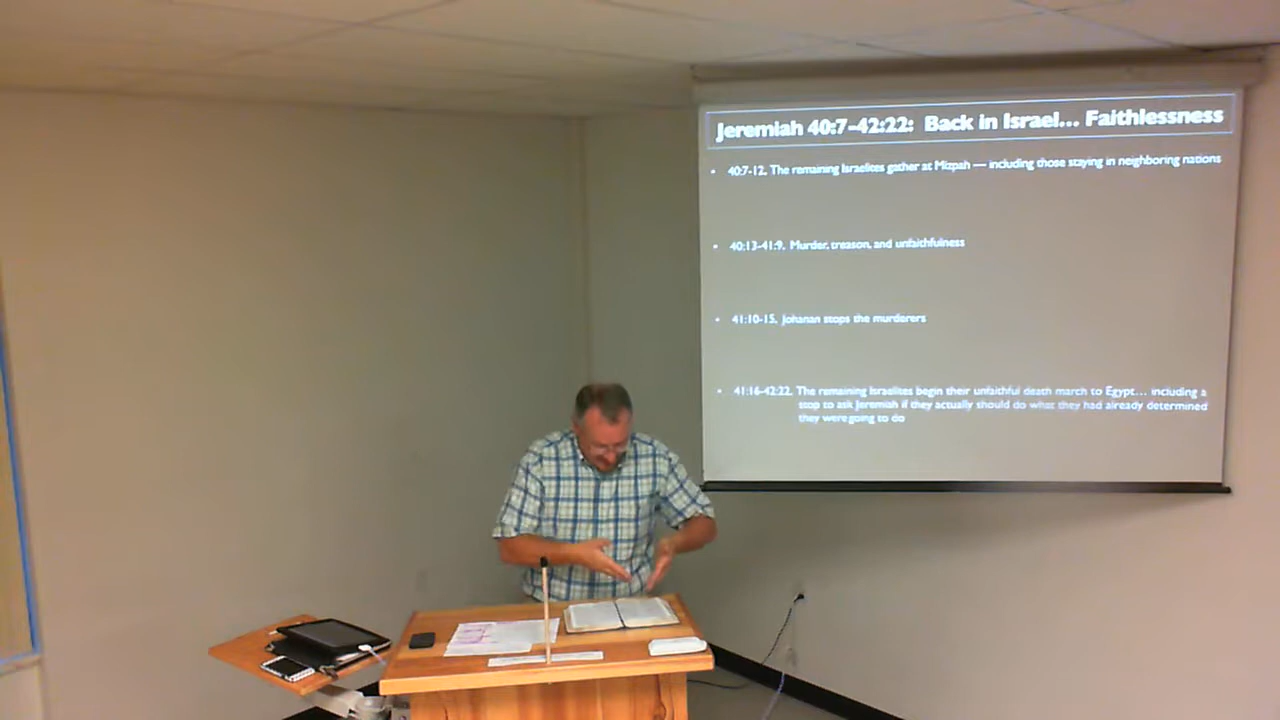 Jeremiah 40:7-42:22: Back in Israel... Faithlessness
• 40:7-12. The remaining Israelites gather at Mizpah — including those staying in neighboring nations
• 40:13-41:9. Murder, treason, and unfaithfulness
• 41:10-15. Johanan stops the murderers
• 41:16-42:22. The remaining Israelites begin their unfaithful death march to Egypt... including a
stop to ask Jeremiah if they actually should do what they had already determined
they were going to do